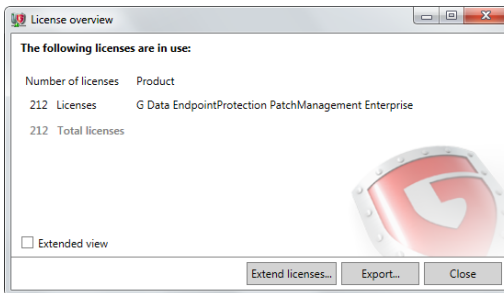 License overview
The following licenses are in use:
Number of licenses Product
212 Licenses G Data EndpointProtection PatchManagement Enterprise
212 Total licenses
Extended view
Extend licenses... Export... Close